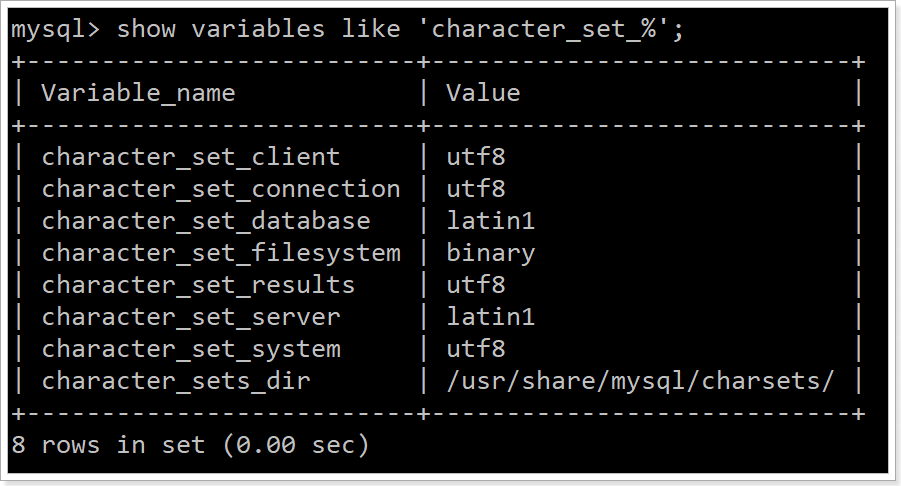 mysql> show variables like 'character_set_%';
+--------------------------+----------------------------+
| Variable_name            | Value                      |
+--------------------------+----------------------------+
| character_set_client     | utf8                       |
| character_set_connection | utf8                       |
| character_set_database   | latin1                     |
| character_set_filesystem | binary                     |
| character_set_results    | utf8                       |
| character_set_server     | latin1                     |
| character_set_system     | utf8                       |
| character_sets_dir       | /usr/share/mysql/charsets/ |
+--------------------------+----------------------------+
8 rows in set (0.00 sec)